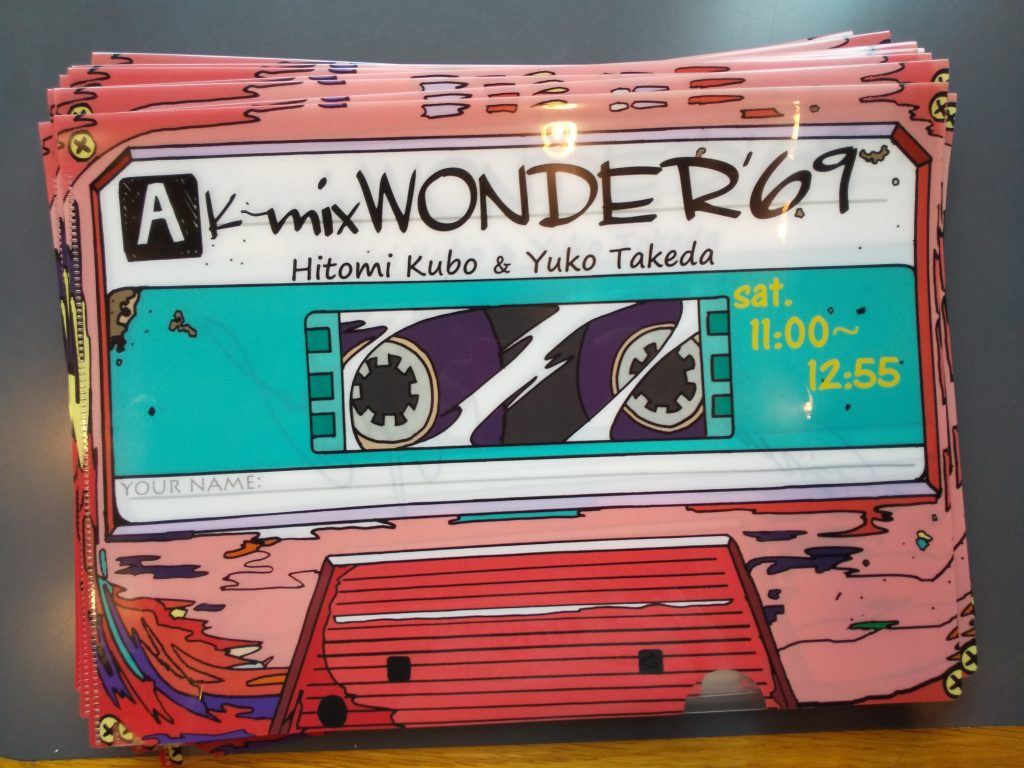 A K-mix WONDER'69
Hitomi Kubo & Yuko Takeda
sat.
11:00~
12:55
YOUR NAME: